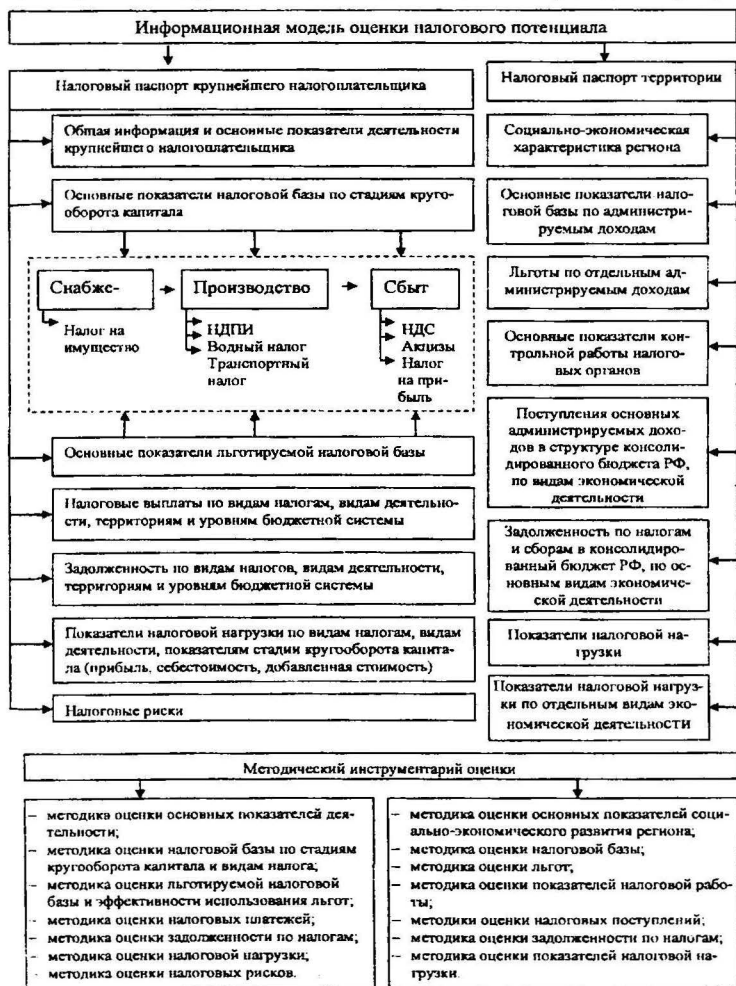 Информационная модель оценки налогового потенциала
Налоговый паспорт крупнейшего налогоплательщика
Общая информация и основные показатели деятельности
крупнейшего налогоплательщика
Основные показатели налоговой базы по стадиям круго-
оборота капитала
Снабже-
Производство
Сбыт
Налог на
имущество
НДПИ
Водный налог
Транспортный
налог
НДС
Акцизы
Налог
на при-
быль
Основные показатели льготируемой налоговой базы
Налоговые выплаты по видам налогам, видам деятельно-
сти, территориям и уровням бюджетной системы
Задолженность по видам налогов, видам деятельности,
территориям и уровням бюджетной системы
Показатели налоговой нагрузки по видам налогам, видам
деятельности, показателям стадии кругооборота капита-
ла (прибыль, себестоимость, добавленная стоимость)
Налоговые риски
Налоговый паспорт территории
Социально-экономическая
характеристика региона
Основные показатели нало-
говой базы по администри-
руемым доходам
Льготы по отдельным ад-
министрируемым доходам
Основные показатели кон-
трольной работы налого-
вых органов
Поступления основных
администрируемых дохо-
дов в структуре консоли-
дированного бюджета РФ,
по видам экономической
деятельности
Задолженность по налогам
и сборам в консолидиро-
ванный бюджет РФ, по ос-
новным видам экономиче-
ской деятельности
Показатели налоговой на-
грузки
Показатели налоговой нагруз-
ки по отдельным видам эко-
номической деятельности
Методический инструментарий оценки
– методика оценки основных показателей дея-
тельности;
– методика оценки налоговой базы по стадиям
кругооборота капитала и видам налога;
– методика оценки льготируемой налоговой
базы и эффективности использования льгот;
– методика оценки налоговых платежей;
– методика оценки задолженности по налогам;
– методика оценки налоговой нагрузки;
– методика оценки налоговых рисков.
– методика оценки основных показателей соци-
ально-экономического развития региона;
– методика оценки налоговой базы;
– методика оценки льгот;
– методика оценки показателей налоговой рабо-
ты;
– методики оценки налоговых поступлений;
– методика оценки задолженности по налогам;
– методика оценки показателей налоговой на-
грузки.